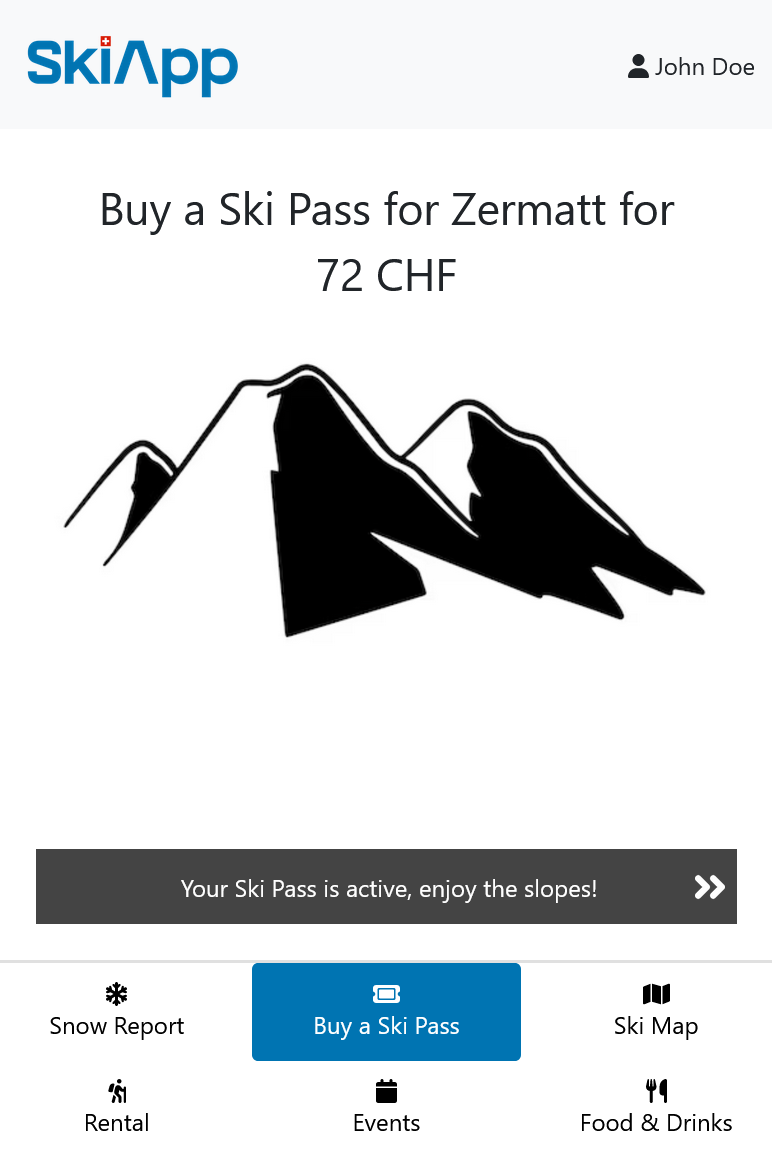 SkiApp
John Doe
Buy a Ski Pass for Zermatt for
72 CHF
Your Ski Pass is active, enjoy the slopes!
Snow Report
Buy a Ski Pass
Ski Map
Rental
Events
Food & Drinks